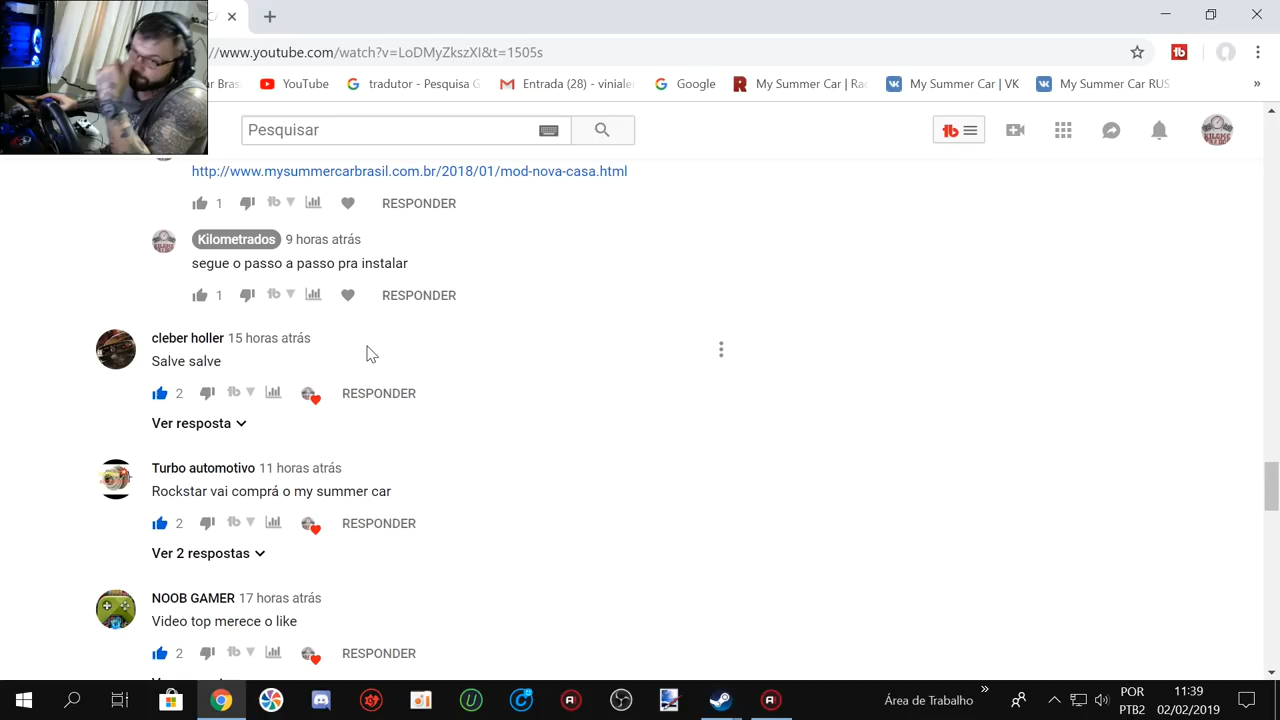 //www.youtube.com/watch?v=LoDMyZkszXI&t=1505s
YouTube
tradutor - Pesquisa G
Entrada (28) - vinialer
Google
My Summer Car | Rac
My Summer Car | VK
My Summer Car RUS
»
Pesquisar
http://www.mysummercarbrasil.com.br/2018/01/mod-nova-casa.html
1
RESPONDER
Kilometrados 9 horas atrás
segue o passo a passo pra instalar
1
RESPONDER
cleber holler 15 horas atrás
Salve salve
2
RESPONDER
Ver resposta
Turbo automotivo 11 horas atrás
Rockstar vai comprá o my summer car
2
RESPONDER
Ver 2 respostas
NOOB GAMER 17 horas atrás
Video top merece o like
2
RESPONDER
Área de Trabalho
»
POR
PTB2
11:39
02/02/2019